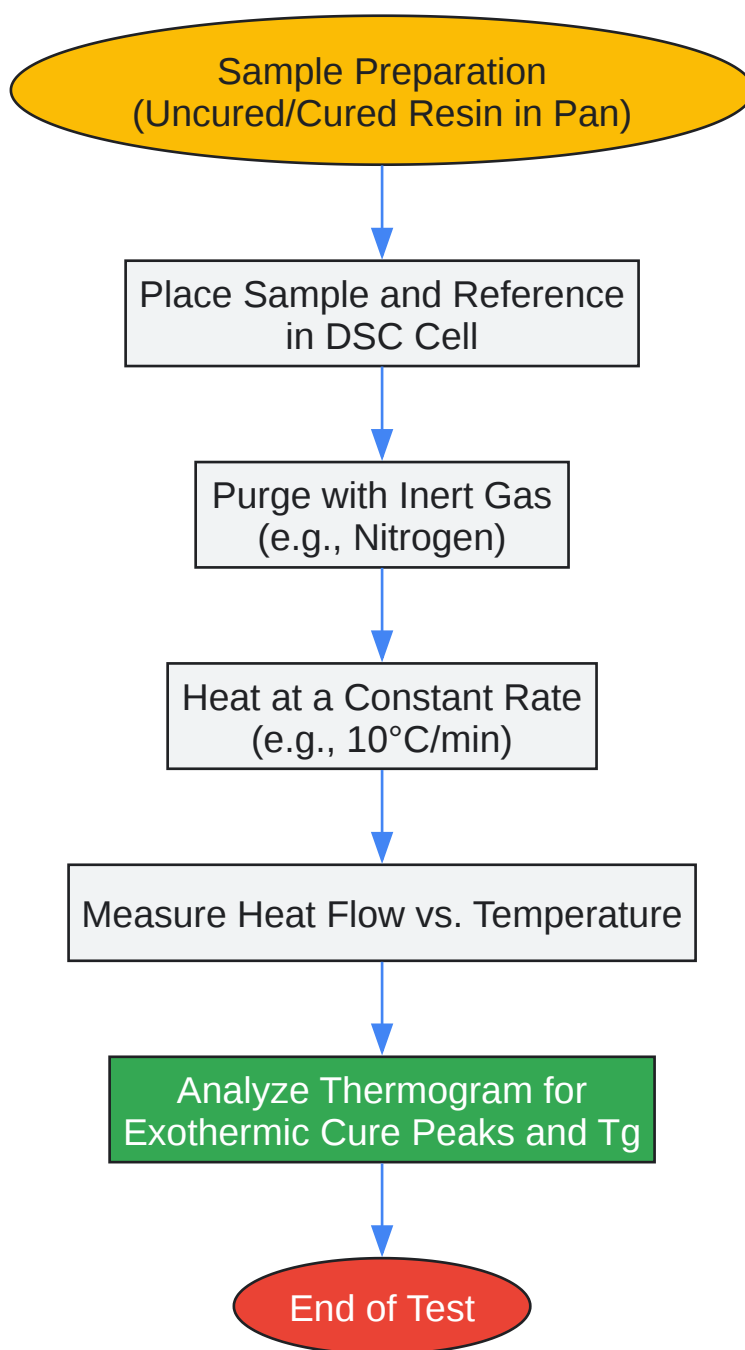 Sample Preparation
(Uncured/Cured Resin in Pan)
Place Sample and Reference
in DSC Cell
Purge with Inert Gas
(e.g., Nitrogen)
Heat at a Constant Rate
(e.g., 10°C/min)
Measure Heat Flow vs. Temperature
Analyze Thermogram for
Exothermic Cure Peaks and Tg
End of Test